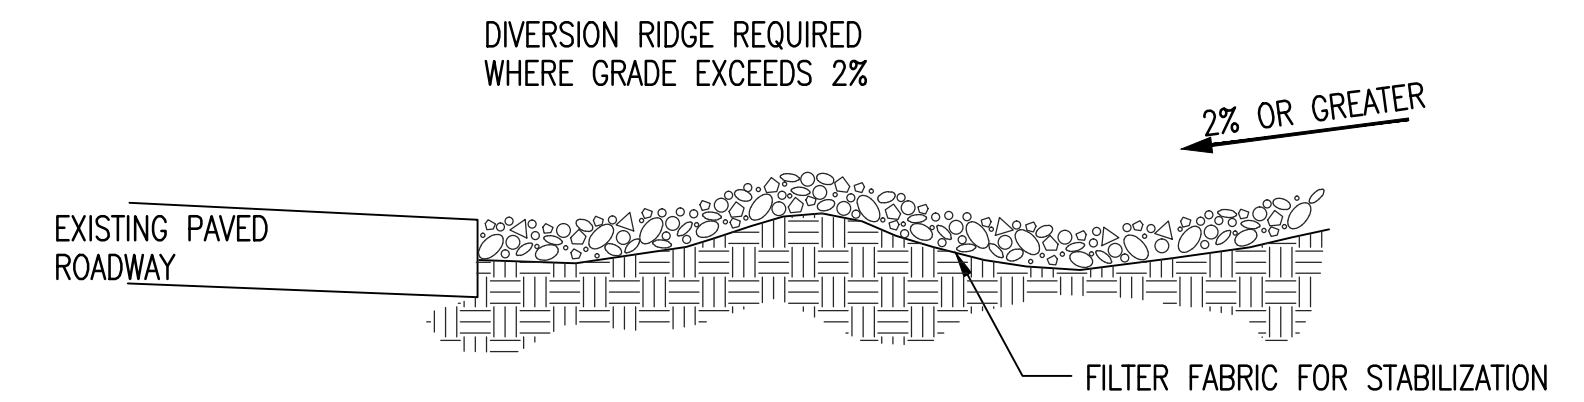 DIVERSION RIDGE REQUIRED
WHERE GRADE EXCEEDS 2%
2% OR GREATER
EXISTING PAVED
ROADWAY
FILTER FABRIC FOR STABILIZATION